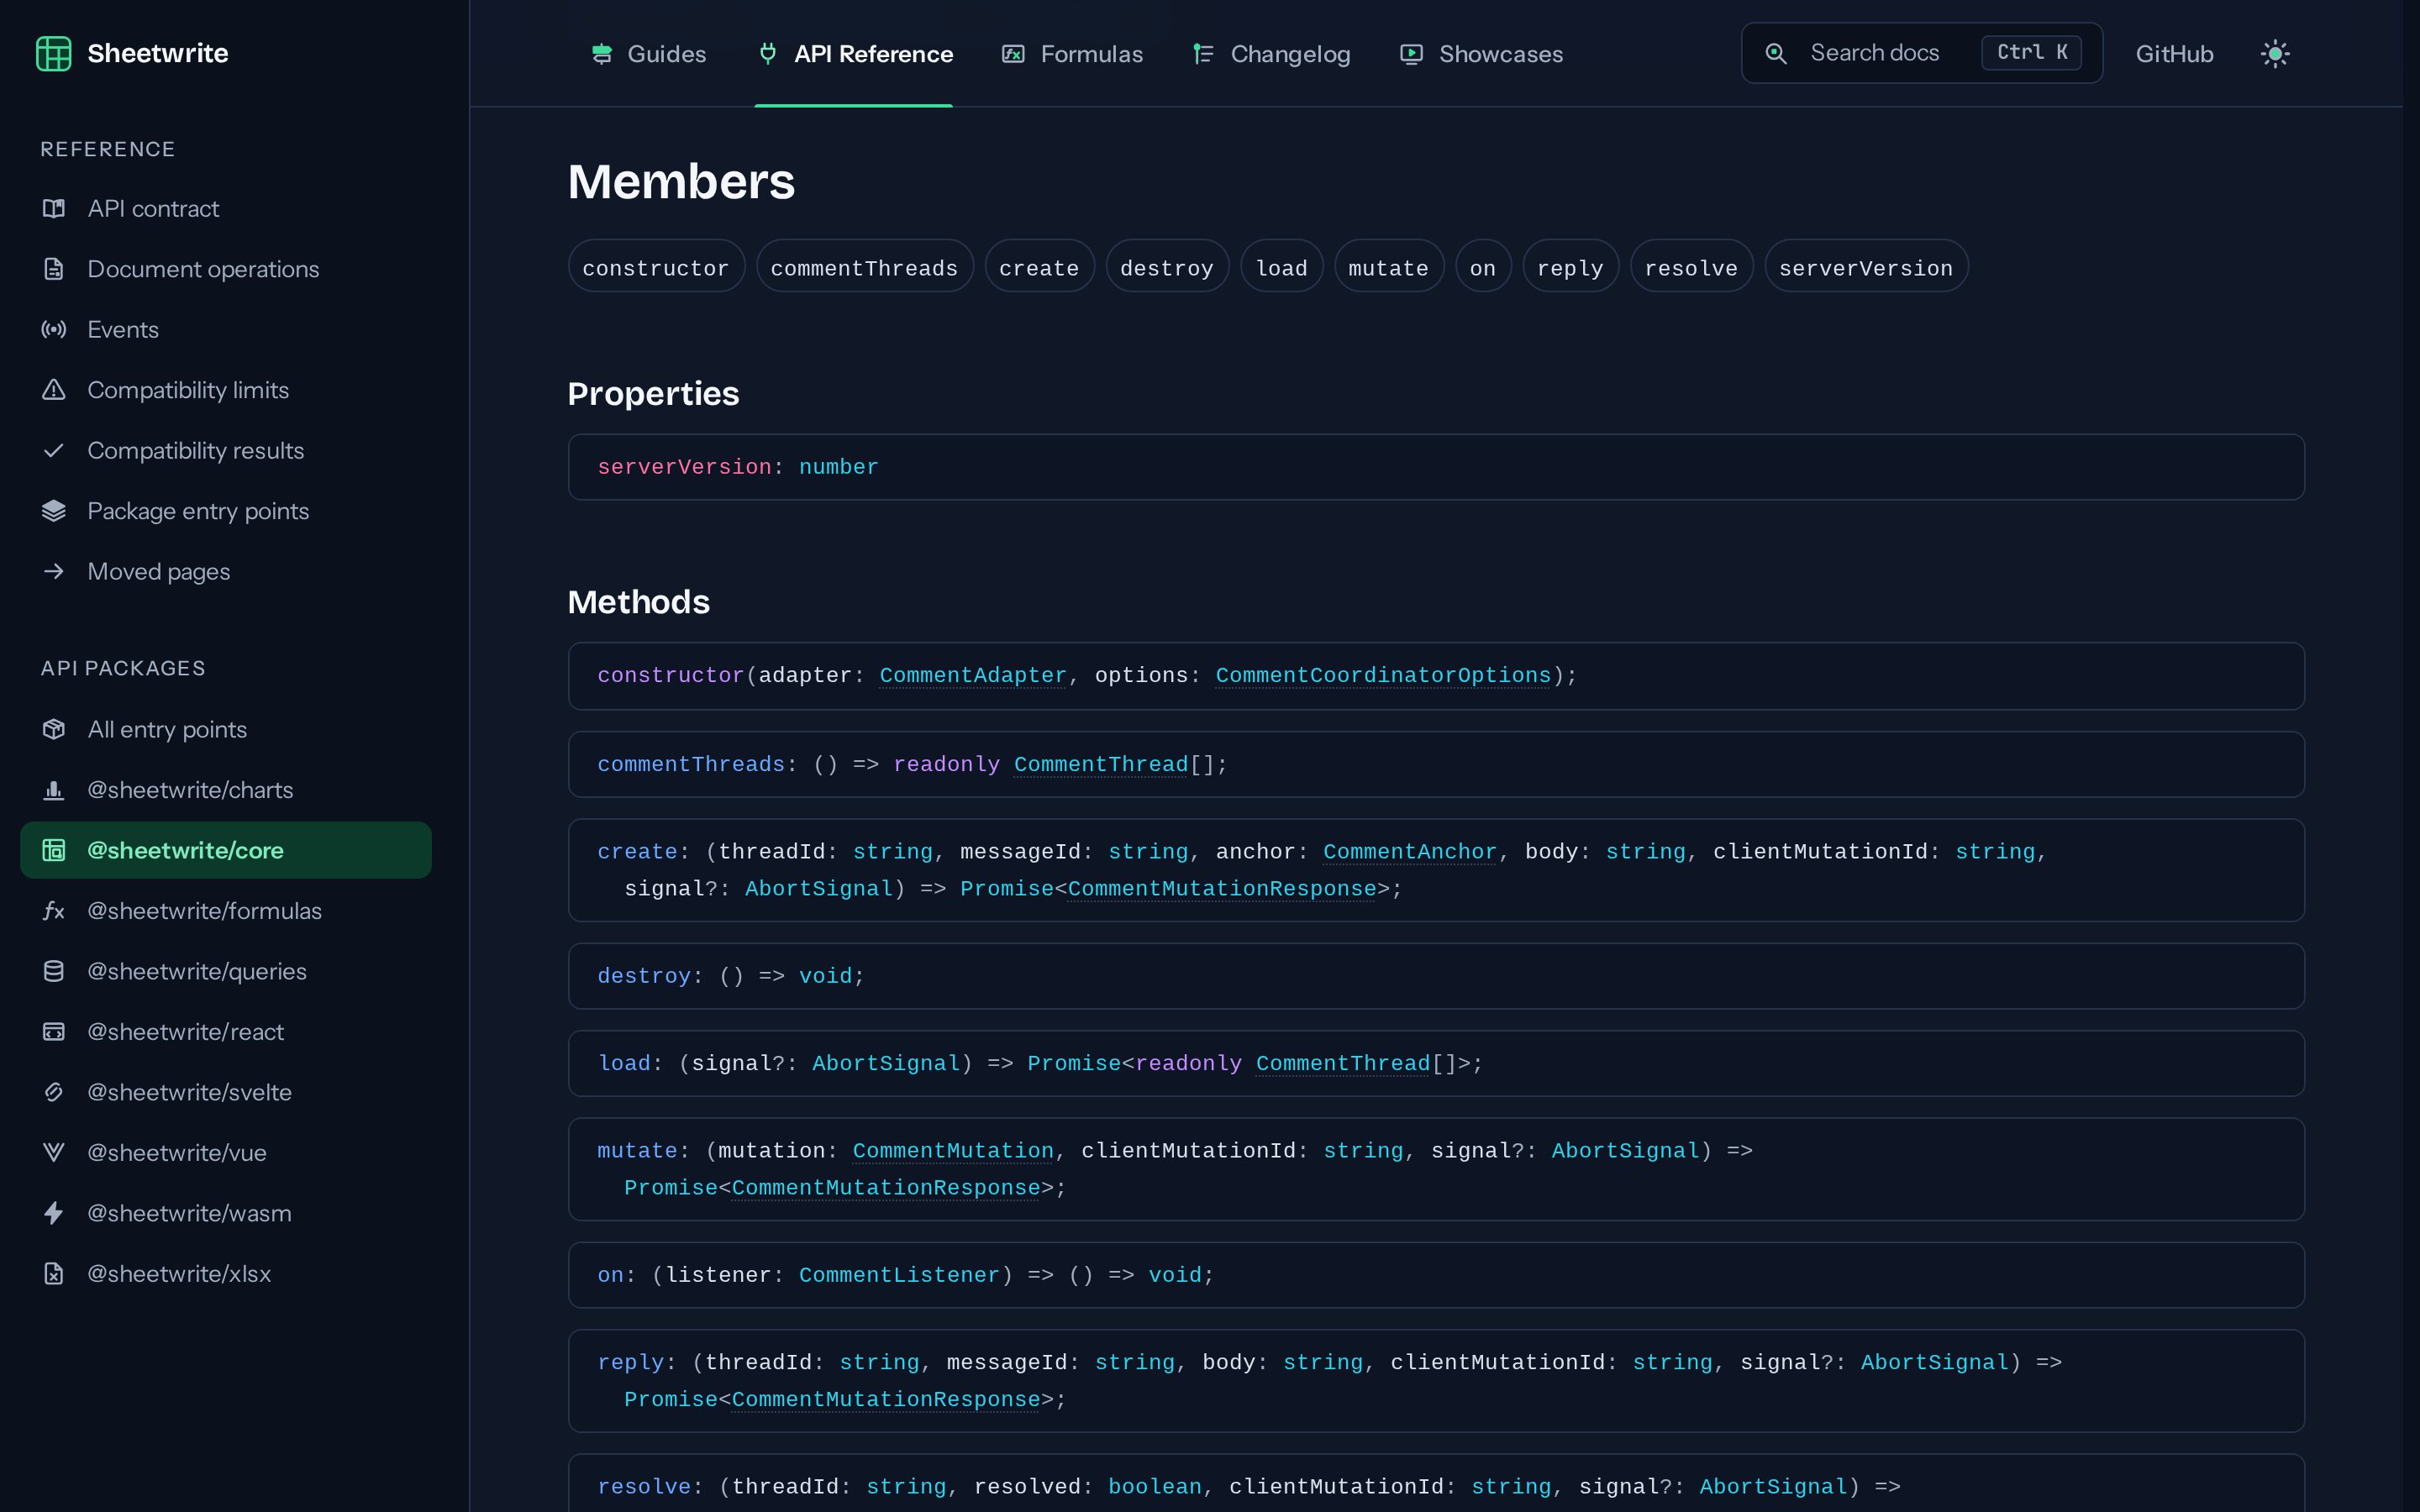 Sheetwrite
Guides
API Reference
Formulas
Changelog
Showcases
Search docs
Ctrl K
GitHub
REFERENCE
API contract
Document operations
Events
Compatibility limits
Compatibility results
Package entry points
Moved pages
API PACKAGES
All entry points
@sheetwrite/charts
@sheetwrite/core
@sheetwrite/formulas
@sheetwrite/queries
@sheetwrite/react
@sheetwrite/svelte
@sheetwrite/vue
@sheetwrite/wasm
@sheetwrite/xlsx
Members
constructor commentThreads create destroy load mutate on reply resolve serverVersion
Properties
serverVersion: number
Methods
constructor(adapter: CommentAdapter, options: CommentCoordinatorOptions);
commentThreads: () => readonly CommentThread[];
create: (threadId: string, messageId: string, anchor: CommentAnchor, body: string, clientMutationId: string,
signal?: AbortSignal) => Promise<CommentMutationResponse>;
destroy: () => void;
load: (signal?: AbortSignal) => Promise<readonly CommentThread[]>;
mutate: (mutation: CommentMutation, clientMutationId: string, signal?: AbortSignal) =>
Promise<CommentMutationResponse>;
on: (listener: CommentListener) => () => void;
reply: (threadId: string, messageId: string, body: string, clientMutationId: string, signal?: AbortSignal) =>
Promise<CommentMutationResponse>;
resolve: (threadId: string, resolved: boolean, clientMutationId: string, signal?: AbortSignal) =>